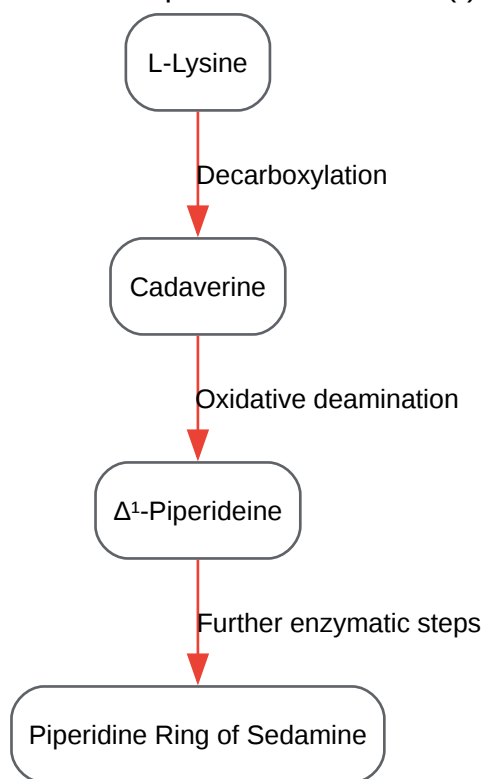 L-Lysine
Decarboxylation
Cadaverine
Oxidative deamination
Δ¹-Piperideine
Further enzymatic steps
Piperidine Ring of Sedamine